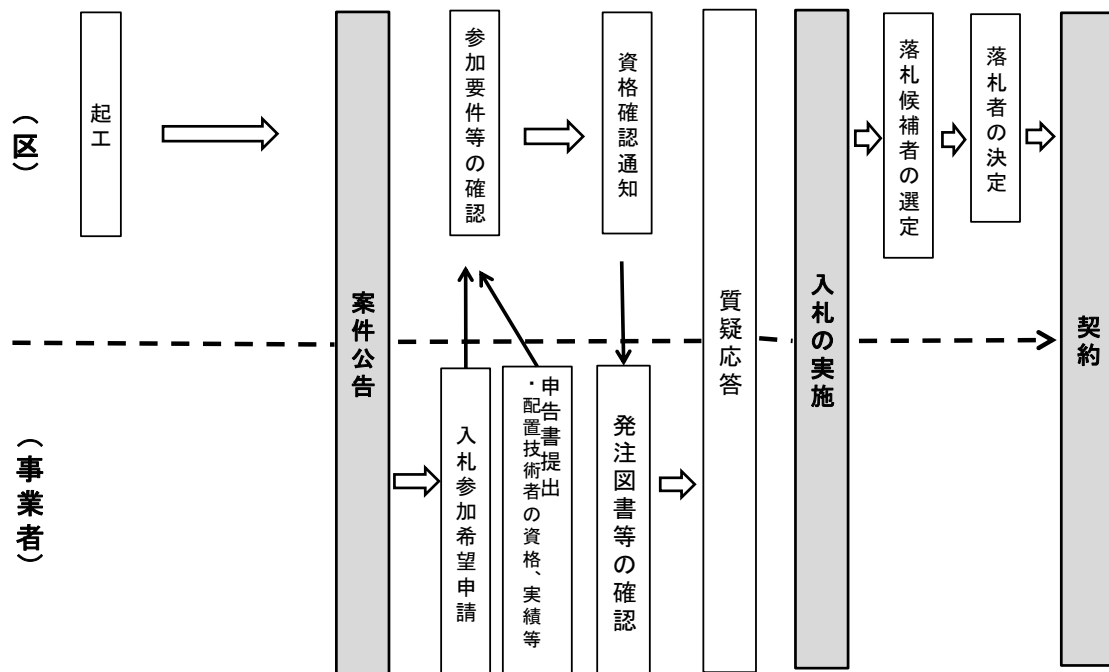 （区）
起工
案件公告
参加要件等の確認
資格確認通知
質疑応答
入札の実施
落札候補者の選定
落札者の決定
契約
（事業者）
入札参加希望申請
申告書提出
・配置技術者の資格、実績等
発注図書等の確認